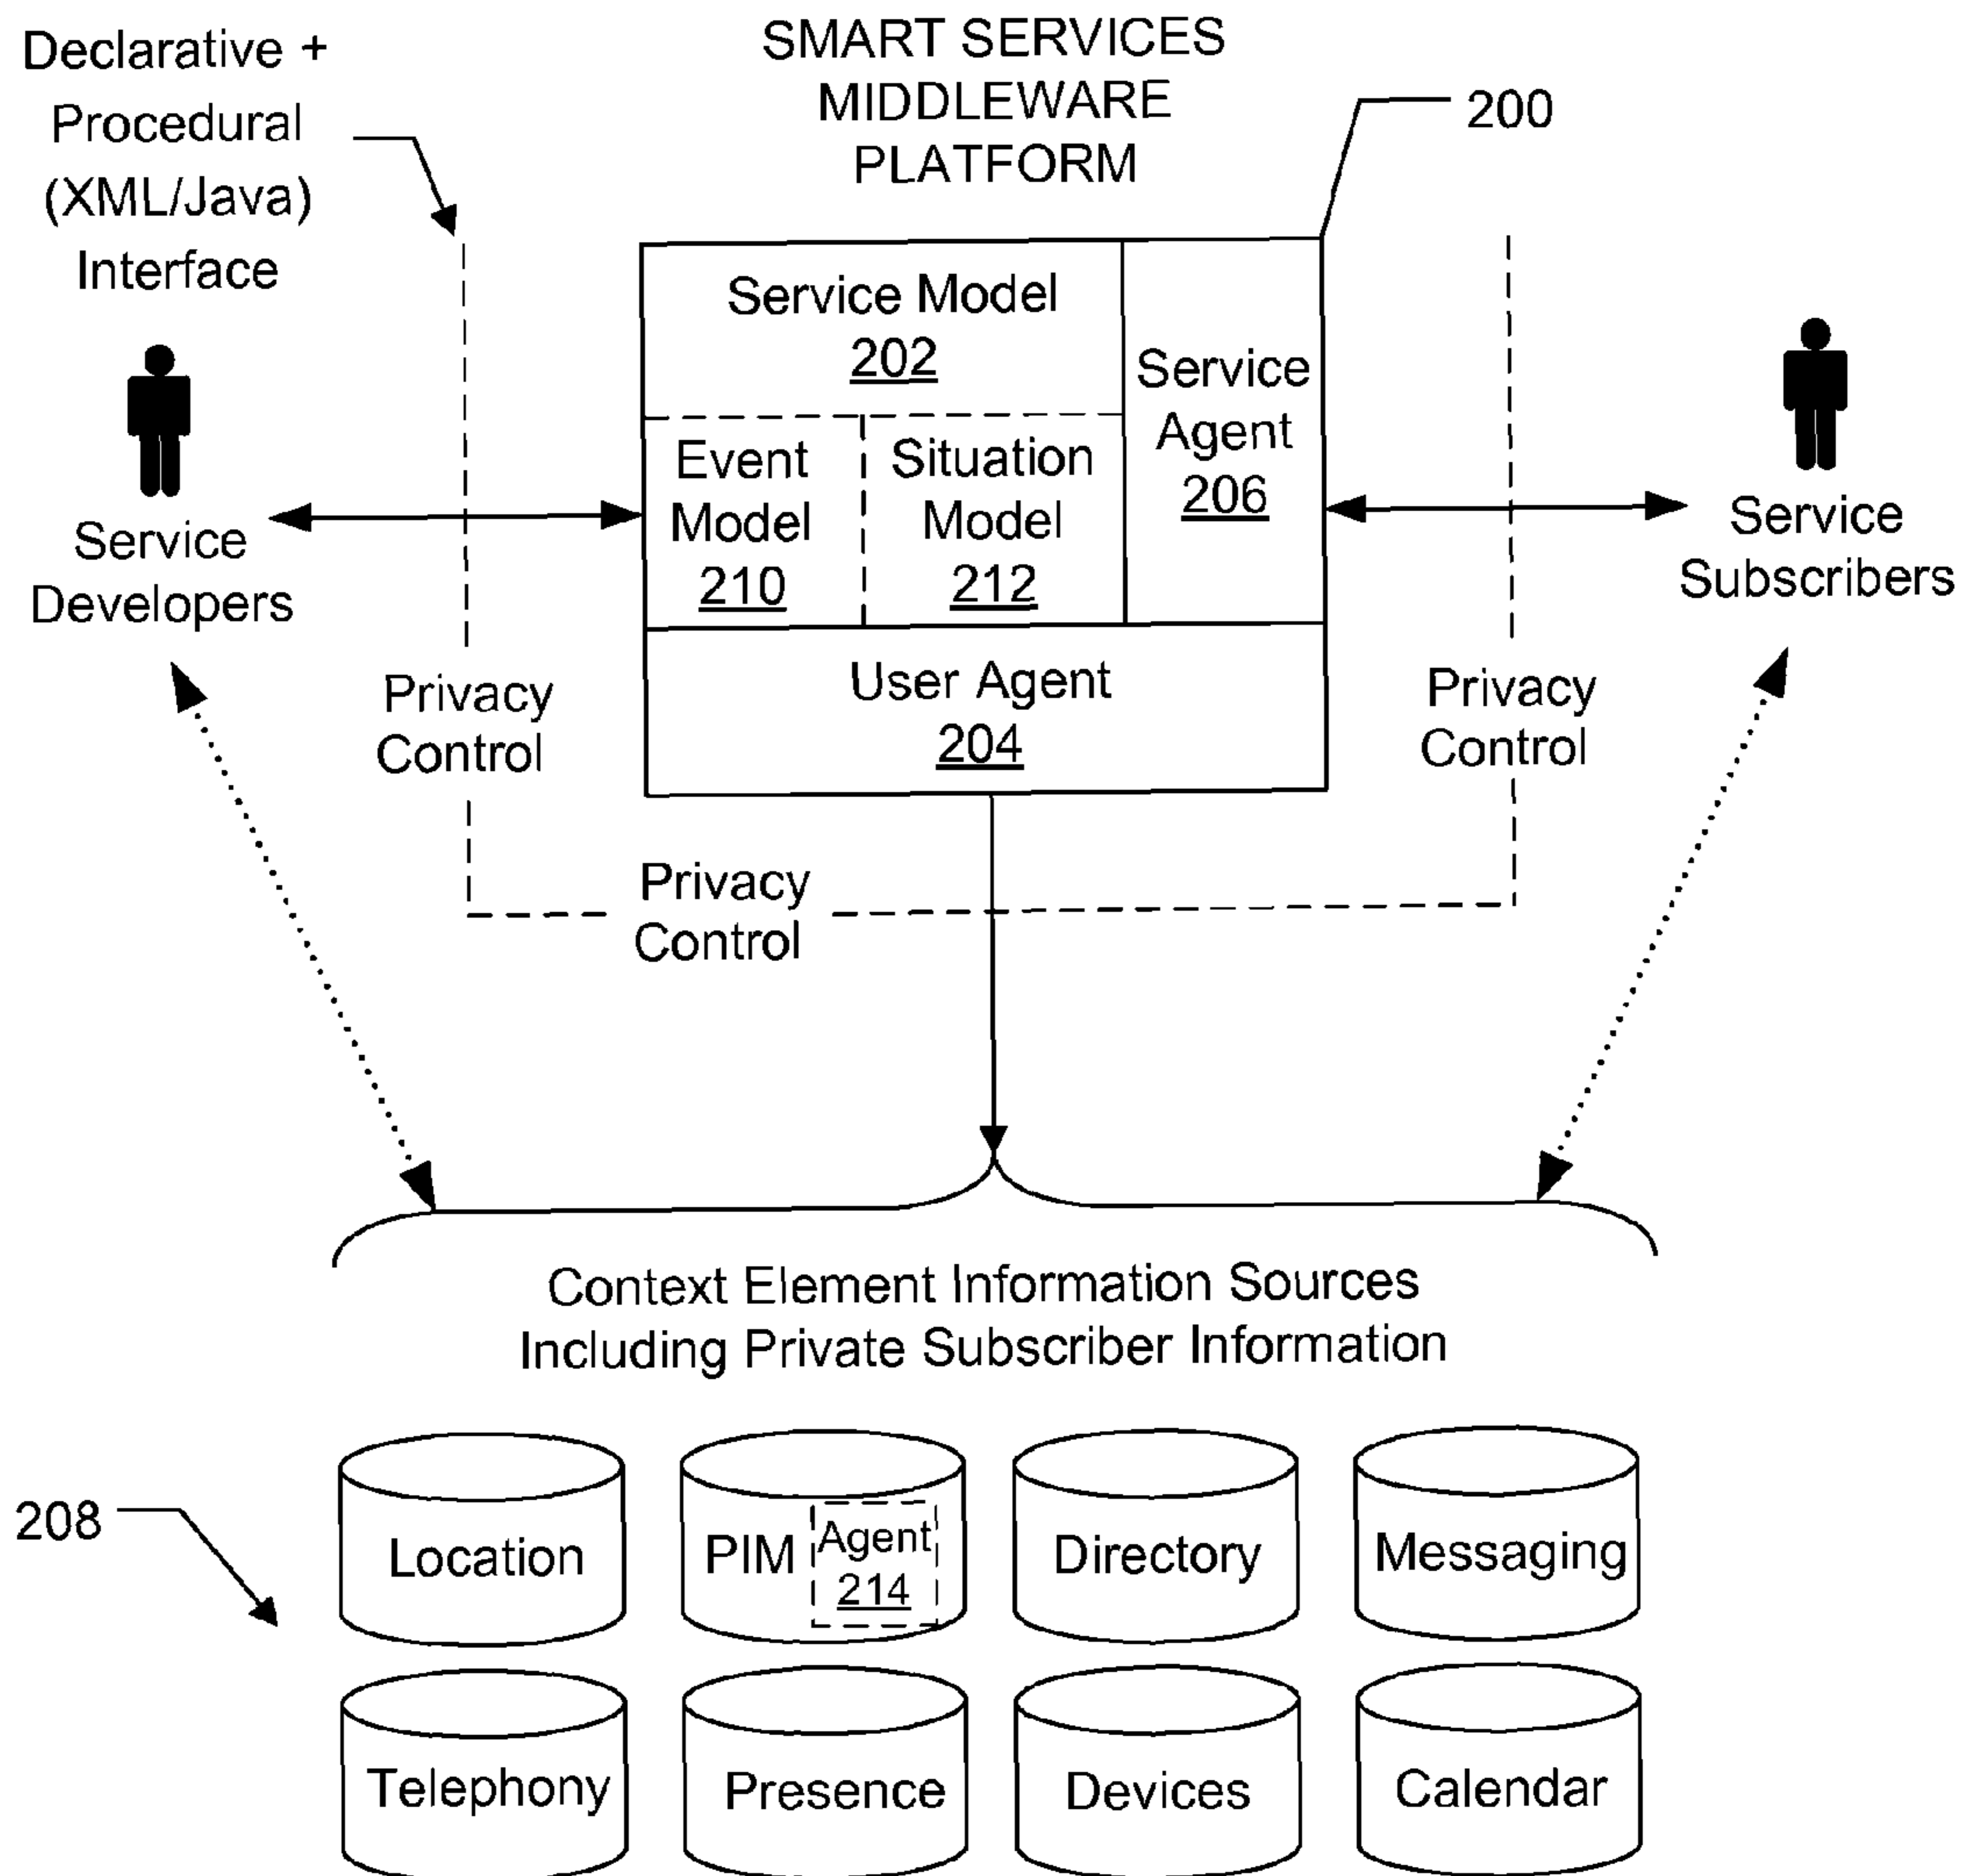 Declarative +
Procedural
(XML/Java)
Interface
SMART SERVICES
MIDDLEWARE
PLATFORM
200
Service Model
202
Service
Agent
206
Event
Model
210
Situation
Model
212
User Agent
204
Service
Developers
Service
Subscribers
Privacy
Control
Privacy
Control
Privacy
Control
Context Element Information Sources
Including Private Subscriber Information
208
Location
PIM
Agent
214
Directory
Messaging
Telephony
Presence
Devices
Calendar